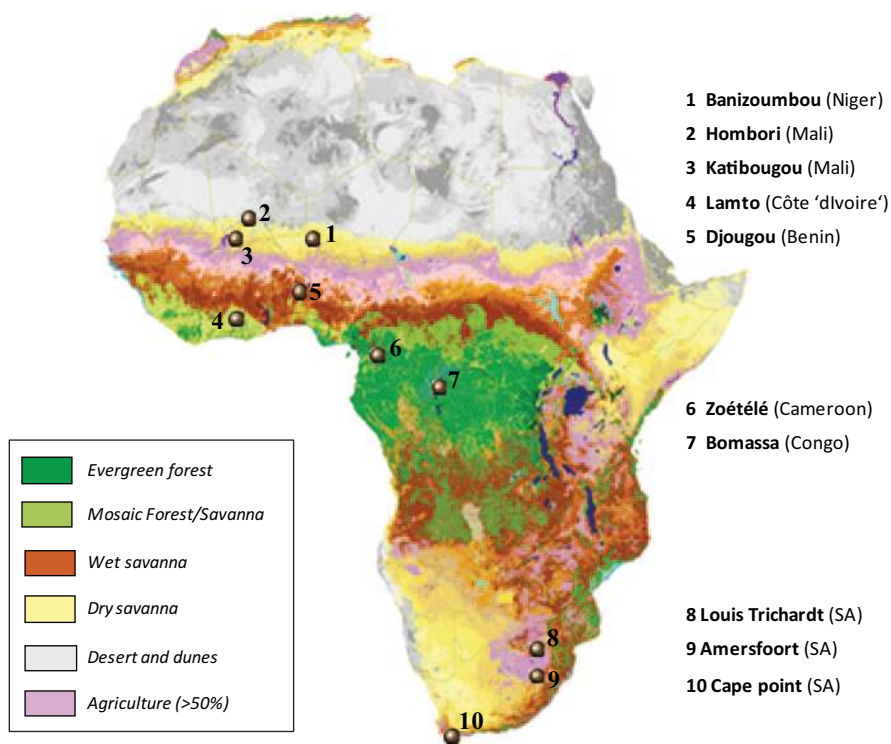 1 Banizoumbou (Niger)
2 Hombori (Mali)
3 Katibougou (Mali)
4 Lamto (Côte ‘dIvoire‘)
5 Djougou (Benin)
6 Zoétélé (Cameroon)
7 Bomassa (Congo)
8 Louis Trichardt (SA)
9 Amersfoort (SA)
10 Cape point (SA)
2
1
3
5
4
6
7
8
9
10
Evergreen forest
Mosaic Forest/Savanna
Wet savanna
Dry savanna
Desert and dunes
Agriculture (>50%)